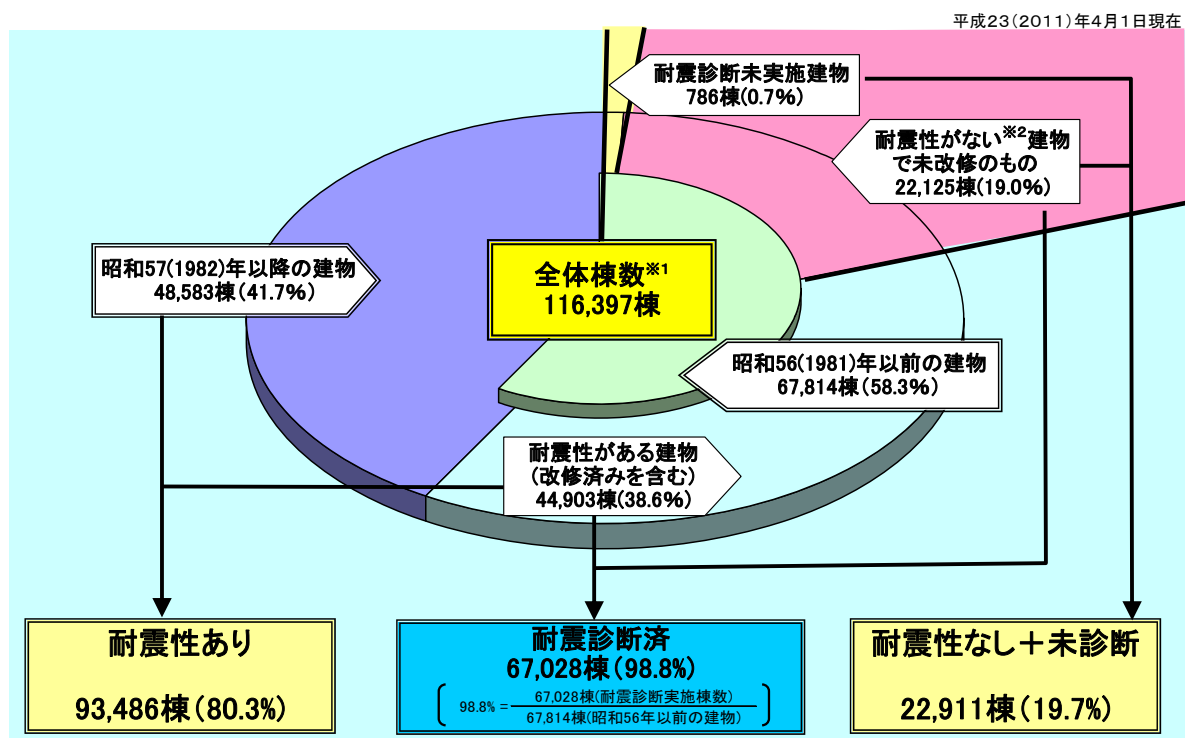 平成23(2011)年4月1日現在
耐震診断未実施建物
786棟(0.7%)
耐震性がない※2建物
で未改修のもの
22,125棟(19.0%)
昭和57(1982)年以降の建物
48,583棟(41.7%)
全体棟数※1
116,397棟
昭和56(1981)年以前の建物
67,814棟(58.3%)
耐震性がある建物
(改修済みを含む)
44,903棟(38.6%)
耐震性あり
93,486棟(80.3%)
耐震診断済
67,028棟(98.8%)
98.8%=
67,028棟(耐震診断実施棟数)
67,814棟(昭和56年以前の建物)
耐震性なし+未診断
22,911棟(19.7%)